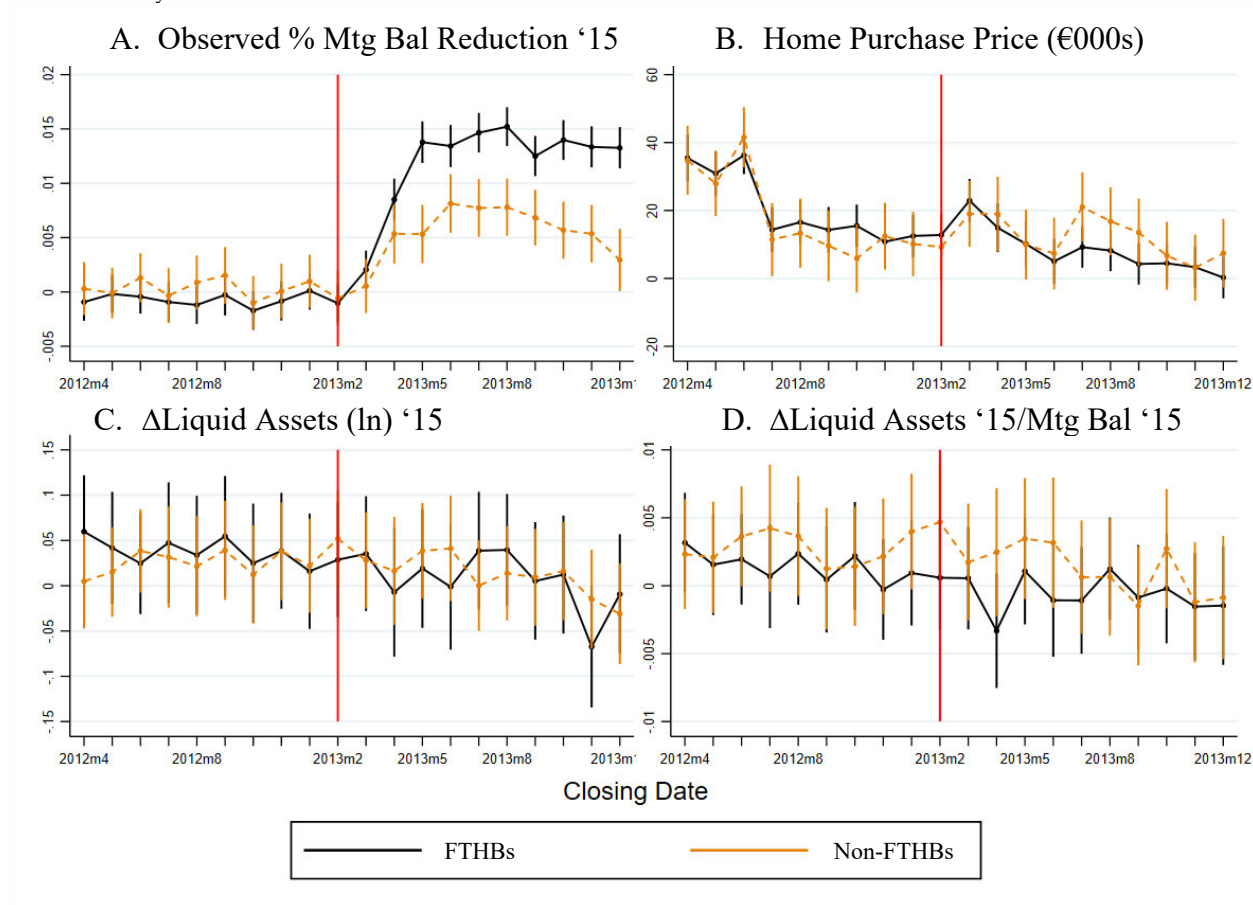 A. Observed % Mtg Bal Reduction ‘15
B. Home Purchase Price (€000s)
.02
.015
.01
.005
0
-.005
2012m4 2012m8 2013m2 2013m5 2013m8 2013m
60
40
20
0
-20
2012m4 2012m8 2013m2 2013m5 2013m8 2013m12
C. ΔLiquid Assets (ln) ‘15
D. ΔLiquid Assets ‘15/Mtg Bal ‘15
.15
.1
.05
0
-.05
-.1
-.15
2012m4 2012m8 2013m2 2013m5 2013m8 2013m
.01
.005
0
-.005
-.01
2012m4 2012m8 2013m2 2013m5 2013m8 2013m12
Closing Date
FTHBs Non-FTHBs